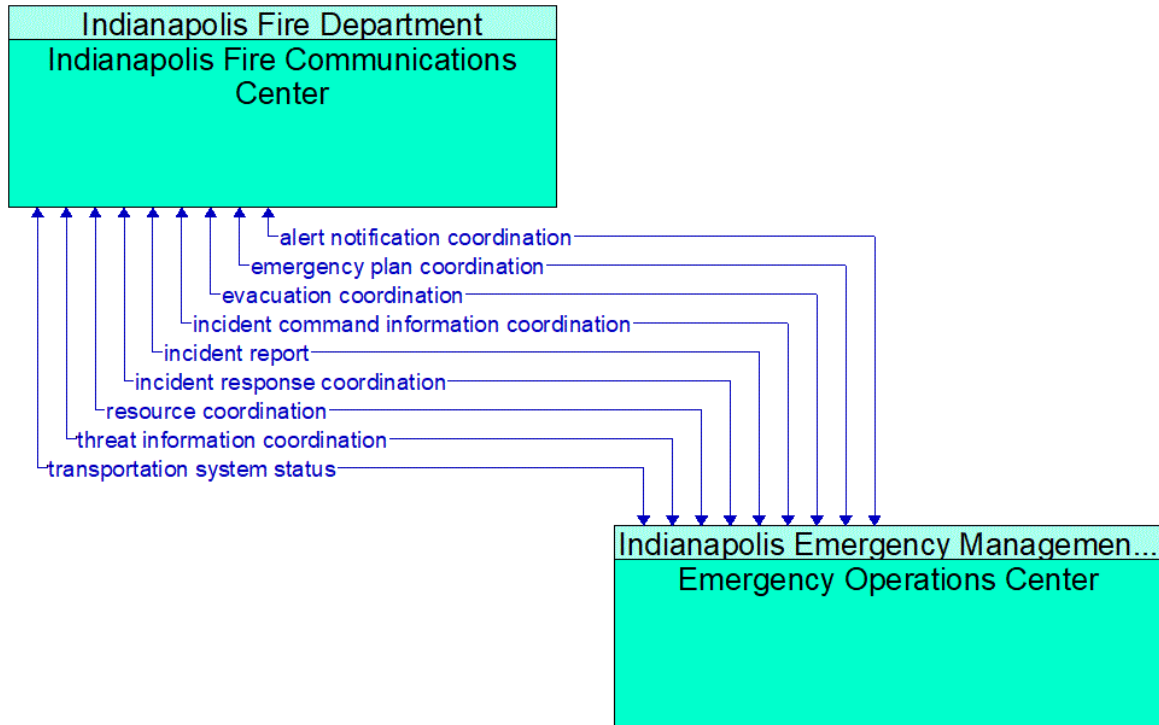 Indianapolis Fire Department
Indianapolis Fire Communications
Center
alert notification coordination
emergency plan coordination
evacuation coordination
incident command information coordination
incident report
incident response coordination
resource coordination
threat information coordination
transportation system status
Indianapolis Emergency Managemen...
Emergency Operations Center